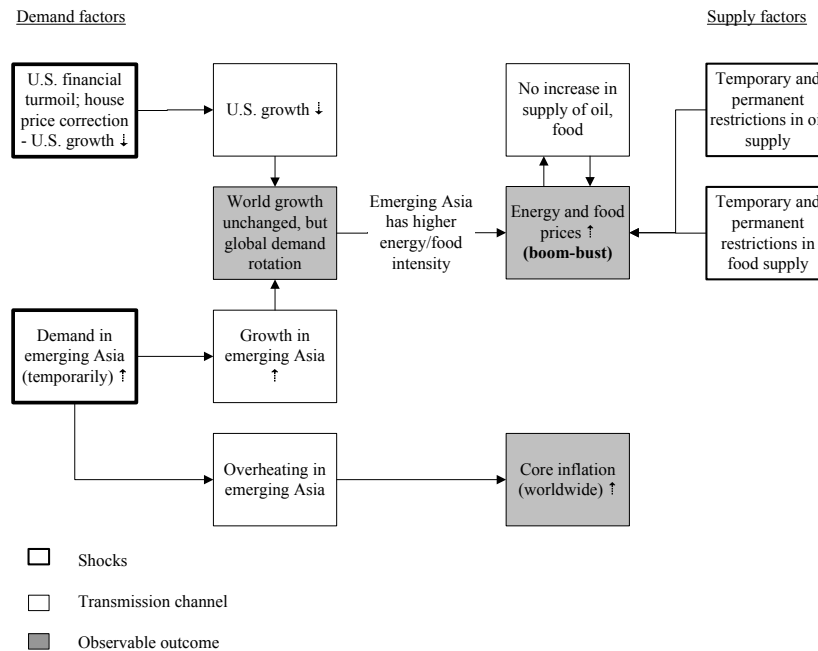 Demand factors
Supply factors
U.S. financial
turmoil; house
price correction
- U.S. growth ⇣
U.S. growth ⇣
No increase in
supply of oil,
food
Temporary and
permanent
restrictions in oil
supply
World growth
unchanged, but
global demand
rotation
Emerging Asia
has higher
energy/food
intensity
Energy and food
prices ⇡
(boom-bust)
Temporary and
permanent
restrictions in
food supply
Demand in
emerging Asia
(temporarily) ⇡
Growth in
emerging Asia
⇡
Overheating in
emerging Asia
Core inflation
(worldwide) ⇡
Shocks
Transmission channel
Observable outcome